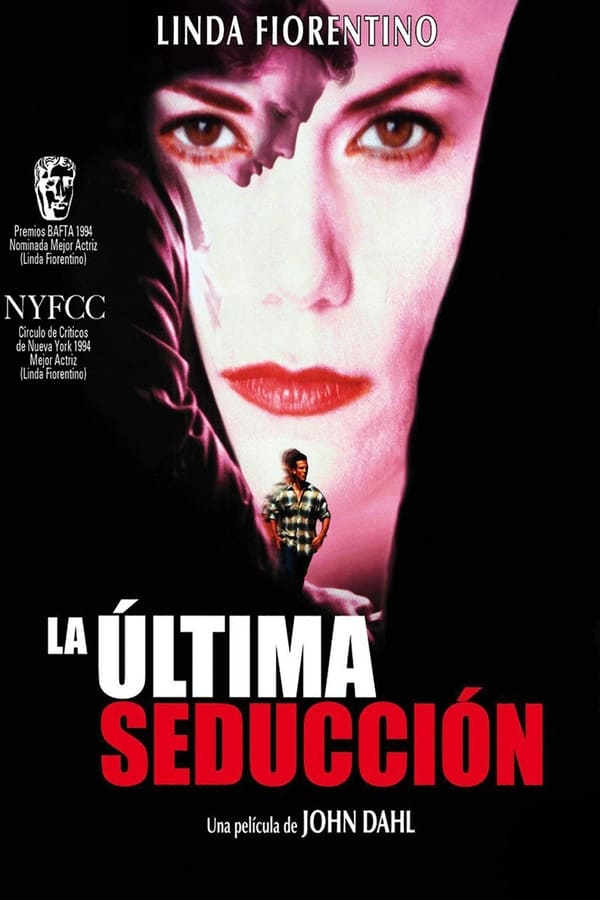 LINDA FIORENTINO
Premios BAFTA 1994
Nominada Mejor Actriz
(Linda Fiorentino)
NYFCC
Círculo de Críticos
de Nueva York 1994
Mejor Actriz
(Linda Fiorentino)
LA ÚLTIMA
SEDUCCIÓN
Una película de JOHN DAHL